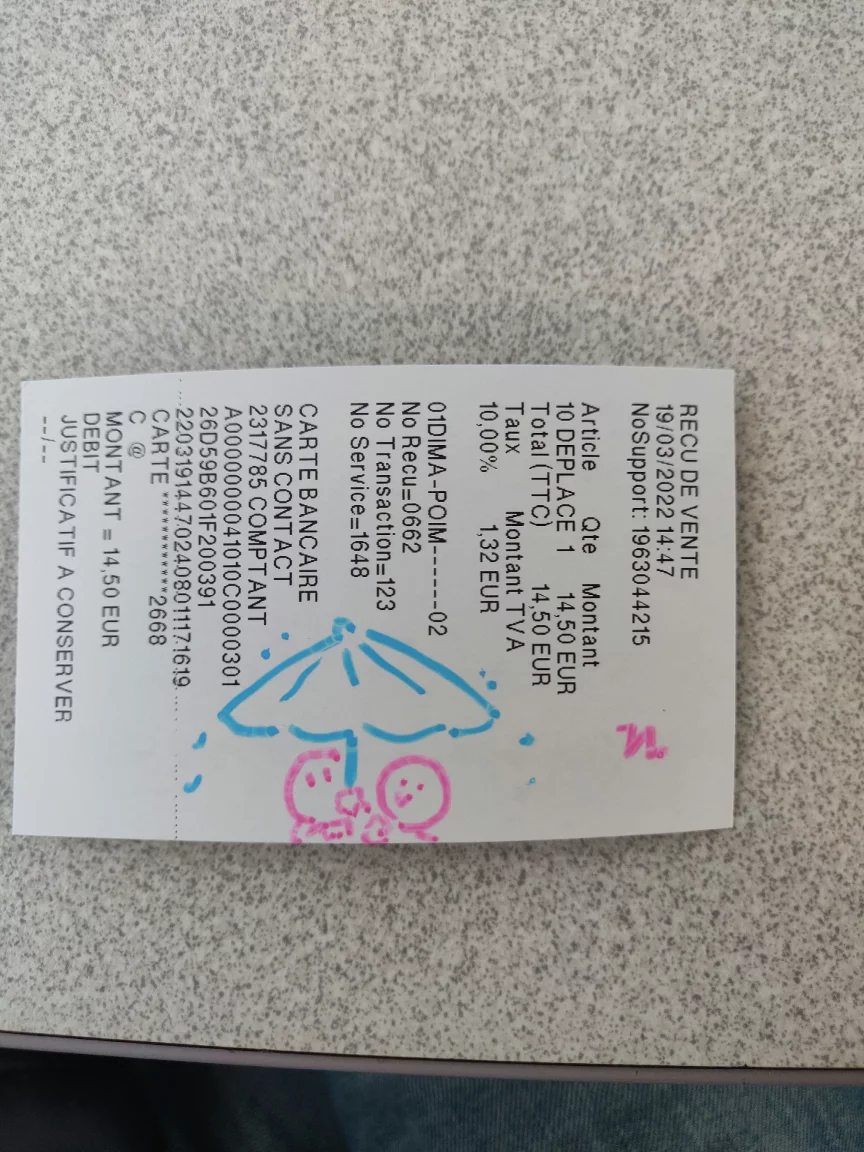 RECU DE VENTE
19/03/2022 14:47
NoSupport: 1963044215
Article Qte Montant
10 DEPLACE 1 14,50 EUR
Total (TTC) 14,50 EUR
Taux Montant TVA
10,00% 1,32 EUR
01DIMA-POIM------02
No Recu=0662
No Transaction=123
No Service=1648
CARTE BANCAIRE
SANS CONTACT
2317785 COMPTANT
A0000000041010C0000301
26D59B601F200391
220319144702408011171619
CARTE ************2668
C @
MONTANT = 14,50 EUR
DEBIT
JUSTIFICATIF A CONSERVER
--/--